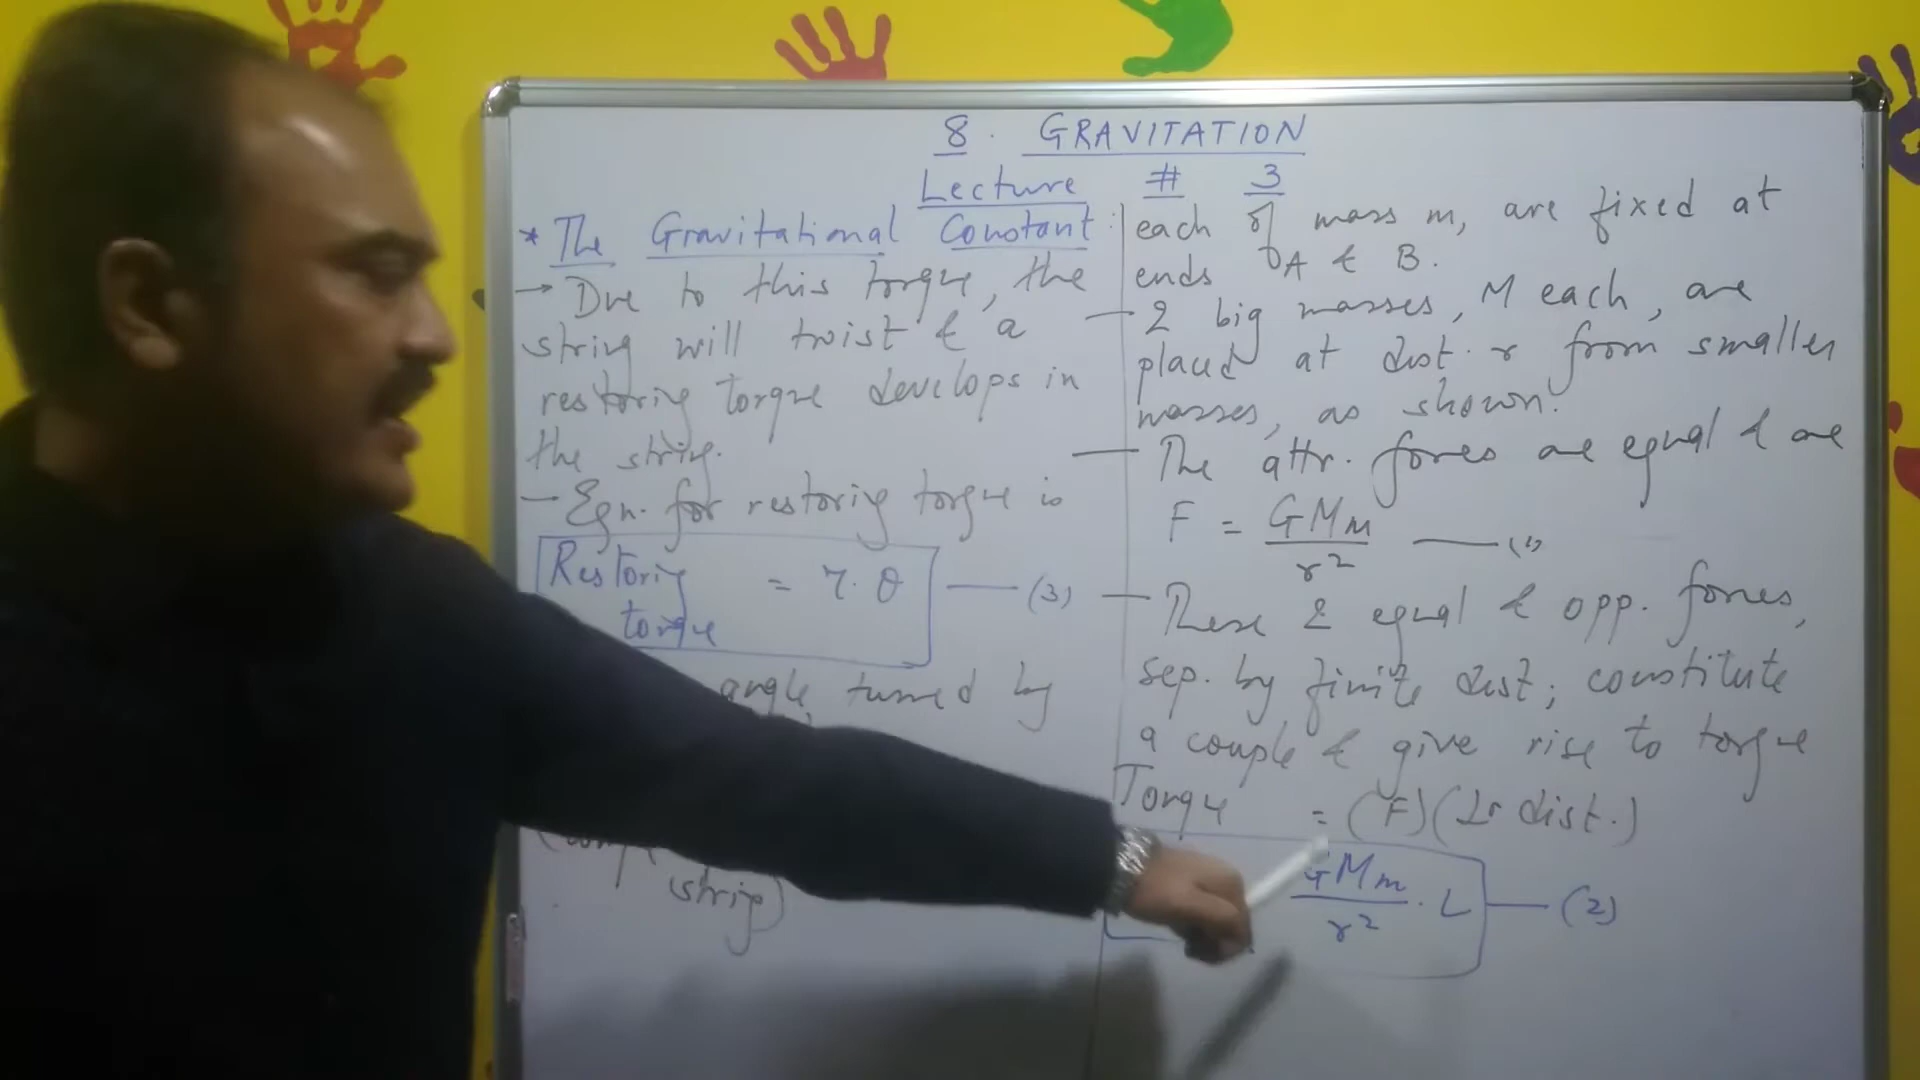 8. GRAVITATION
Lecture # 3
* The Gravitational Constant :
→ Due to this torque, the
string will twist & a
restoring torque develops in
the string.
— Eqn. for restoring torque is
Restoring torque = τ. θ —— (3)
angle turned by
string)
each of mass m, are fixed at
ends A & B.
— 2 big masses, M each, are
placed at dist. r from smaller
masses, as shown.
— The attr. forces are equal & are
F = GMm / r² —— (1)
— These 2 equal & opp. forces,
sep. by finite dist, constitute
a couple & give rise to torque
Torque = (F)(⊥r dist.)
GMm / r² . L —— (2)